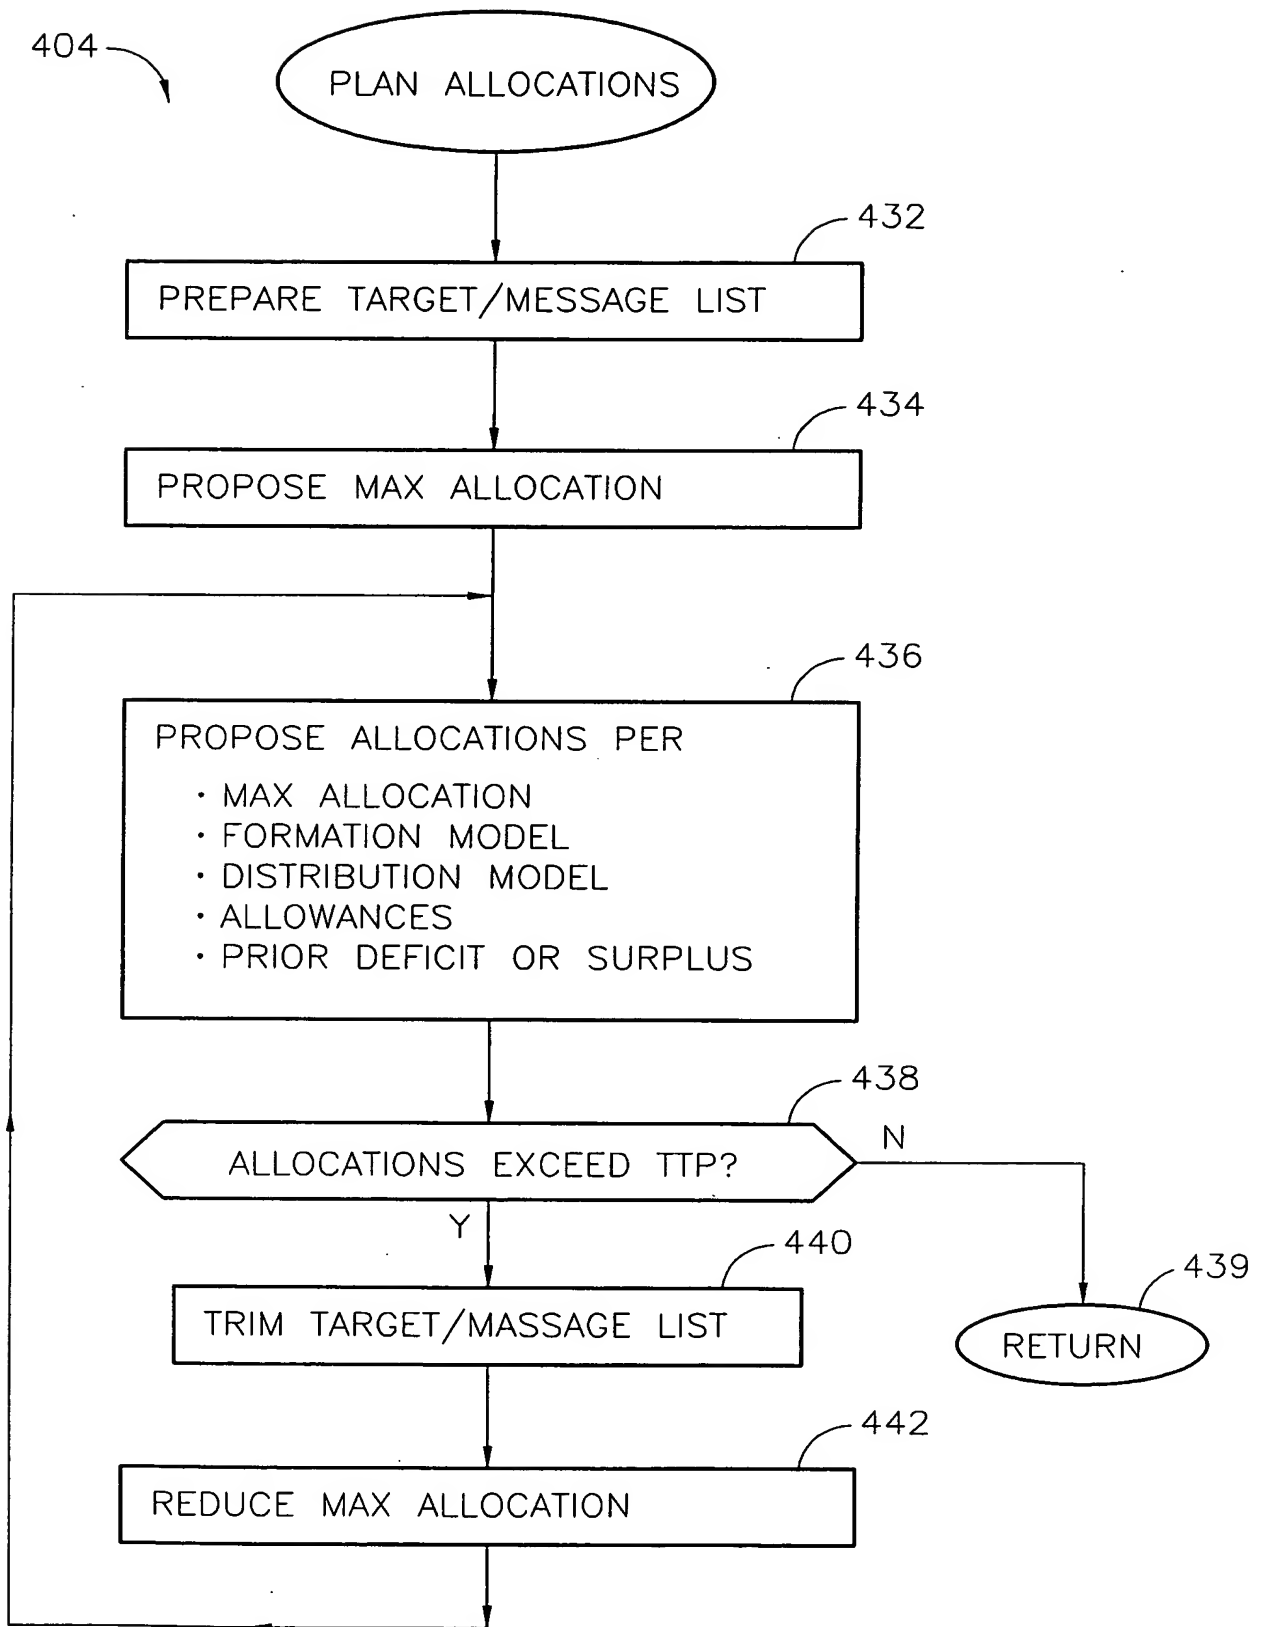 404
PLAN ALLOCATIONS
432
PREPARE TARGET/MESSAGE LIST
434
PROPOSE MAX ALLOCATION
436
PROPOSE ALLOCATIONS PER
· MAX ALLOCATION
· FORMATION MODEL
· DISTRIBUTION MODEL
· ALLOWANCES
· PRIOR DEFICIT OR SURPLUS
438
ALLOCATIONS EXCEED TTP?
N
Y
440
TRIM TARGET/MASSAGE LIST
439
RETURN
442
REDUCE MAX ALLOCATION